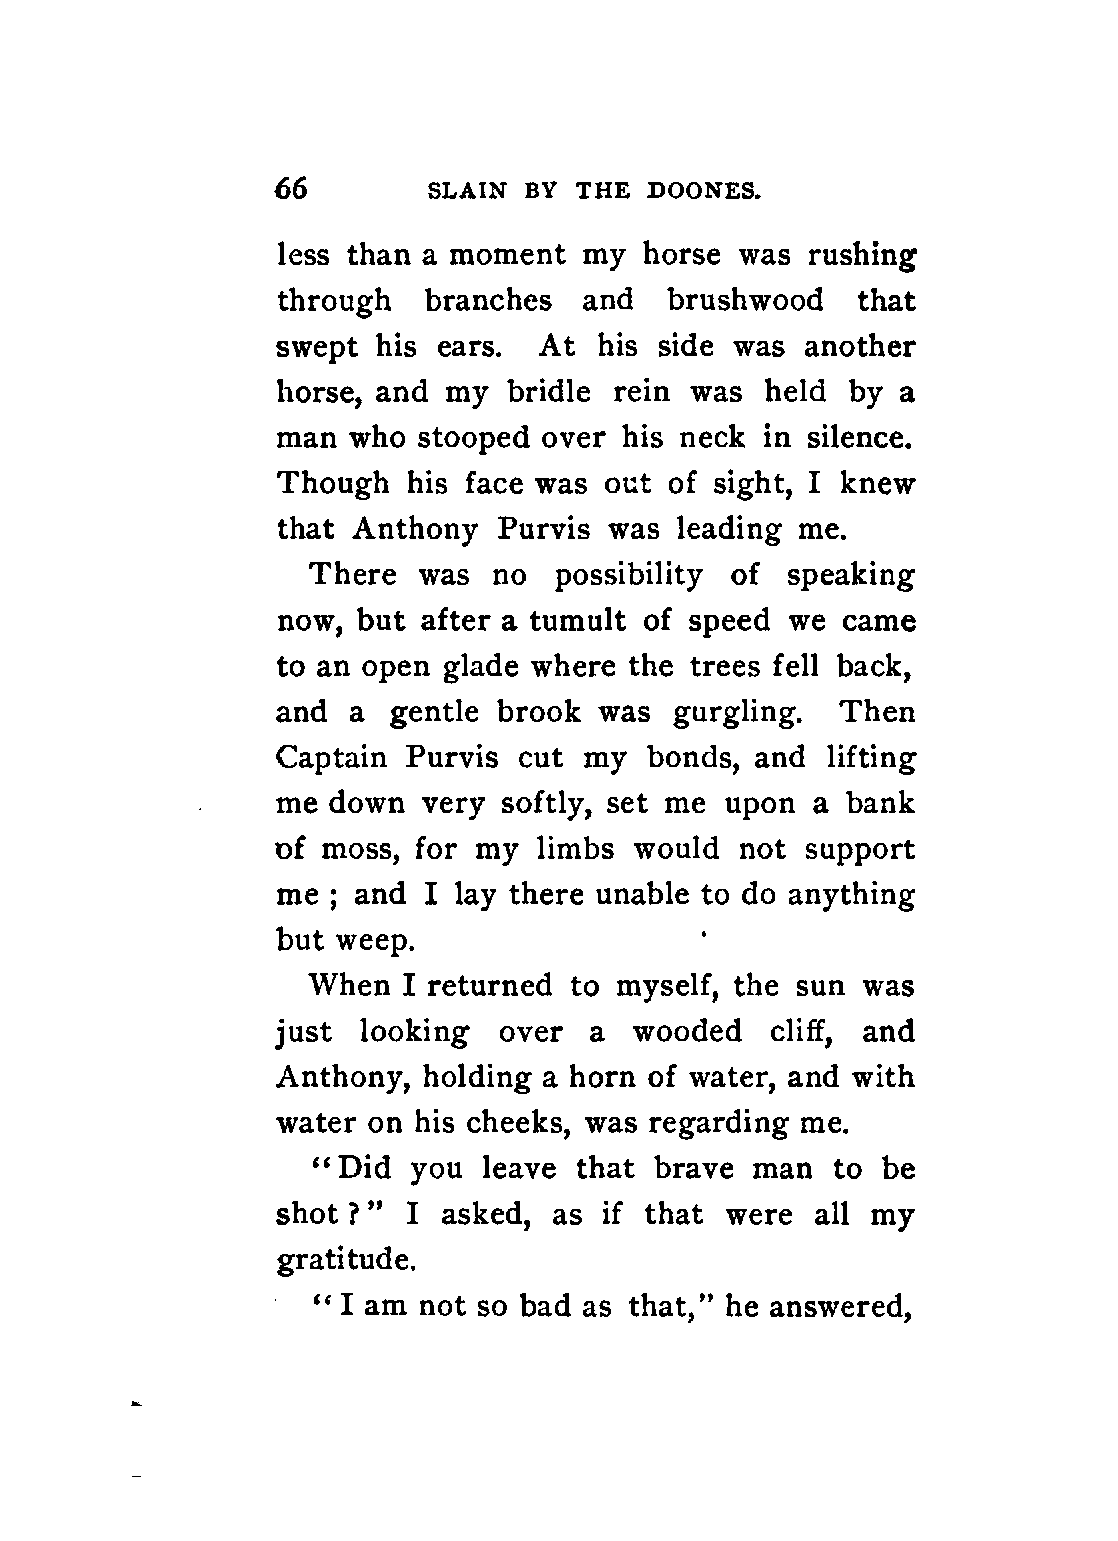 66 SLAIN BY THE DOONES.
less than a moment my horse was rushing
through branches and brushwood that
swept his ears. At his side was another
horse, and my bridle rein was held by a
man who stooped over his neck in silence.
Though his face was out of sight, I knew
that Anthony Purvis was leading me.
There was no possibility of speaking
now, but after a tumult of speed we came
to an open glade where the trees fell back,
and a gentle brook was gurgling. Then
Captain Purvis cut my bonds, and lifting
me down very softly, set me upon a bank
of moss, for my limbs would not support
me ; and I lay there unable to do anything
but weep.
When I returned to myself, the sun was
just looking over a wooded cliff, and
Anthony, holding a horn of water, and with
water on his cheeks, was regarding me.
“Did you leave that brave man to be
shot ?” I asked, as if that were all my
gratitude.
“ I am not so bad as that,” he answered,